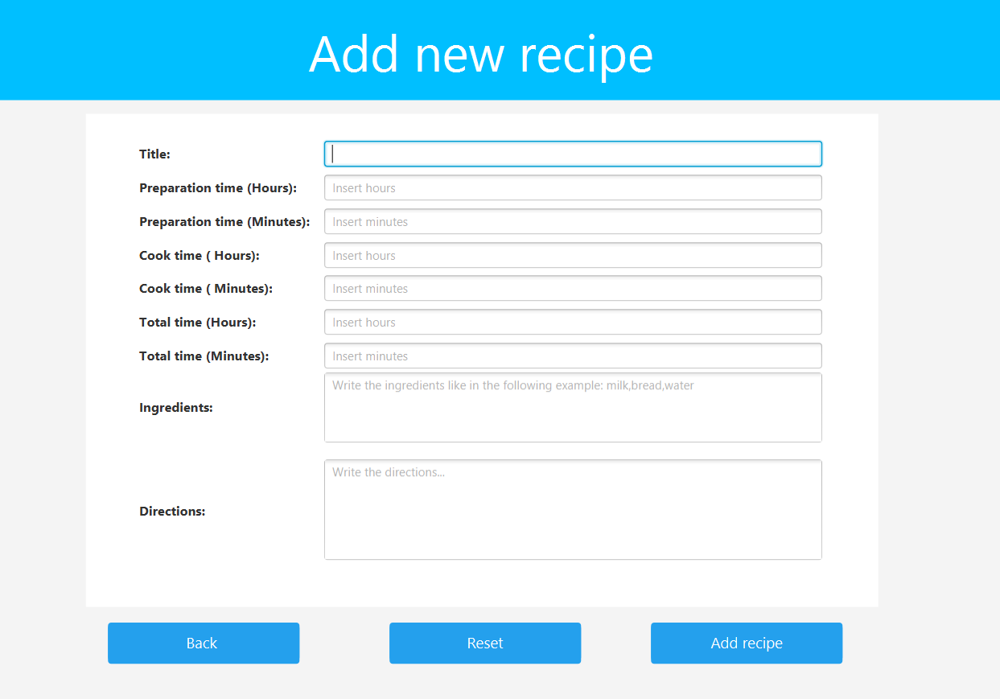 Add new recipe
Title:
Preparation time (Hours): Insert hours
Preparation time (Minutes): Insert minutes
Cook time ( Hours): Insert hours
Cook time ( Minutes): Insert minutes
Total time (Hours): Insert hours
Total time (Minutes): Insert minutes
Ingredients: Write the ingredients like in the following example: milk,bread,water
Directions: Write the directions...
Back Reset Add recipe